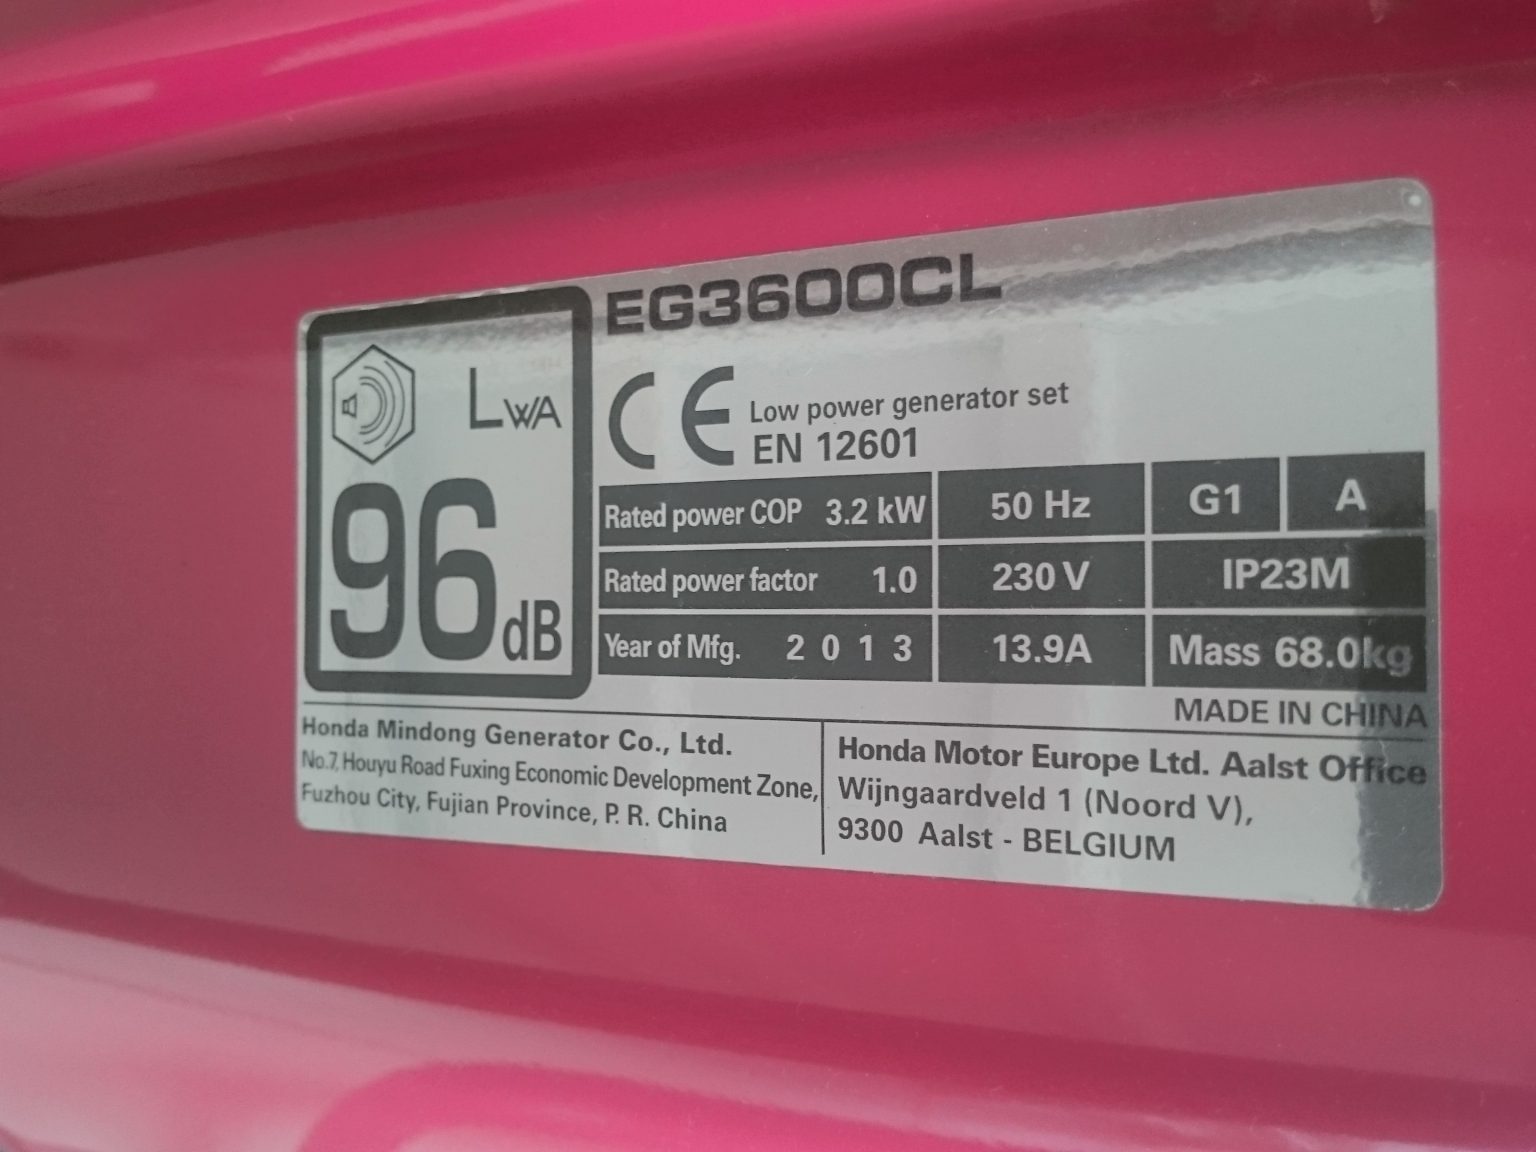 EG3600CL
LWA
96dB
CE
Low power generator set
EN 12601
Rated power COP 3.2 kW 50 Hz G1 A
Rated power factor 1.0 230 V IP23M
Year of Mfg. 2 0 1 3 13.9A Mass 68.0kg
MADE IN CHINA
Honda Mindong Generator Co., Ltd.
No.7, Houyu Road Fuxing Economic Development Zone,
Fuzhou City, Fujian Province, P. R. China
Honda Motor Europe Ltd. Aalst Office
Wijngaardveld 1 (Noord V),
9300 Aalst - BELGIUM